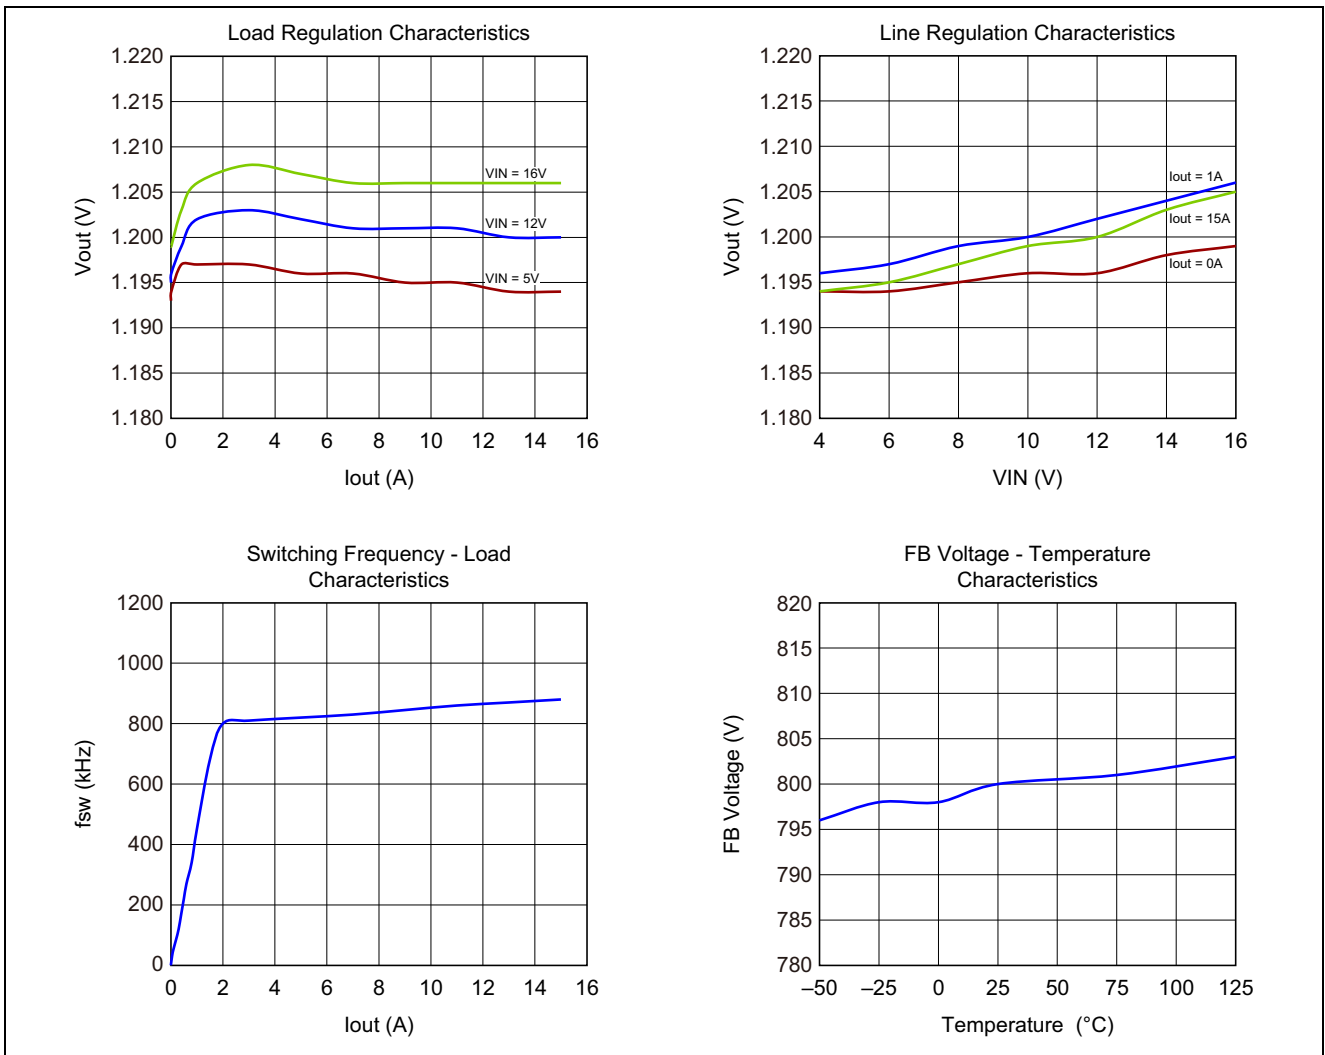 Load Regulation Characteristics
1.220
1.215
1.210
1.205
1.200
1.195
1.190
1.185
1.180
Vout (V)
VIN = 16V
VIN = 12V
VIN = 5V
0 2 4 6 8 10 12 14 16
Iout (A)
Line Regulation Characteristics
1.220
1.215
1.210
1.205
1.200
1.195
1.190
1.185
1.180
Vout (V)
Iout = 1A
Iout = 15A
Iout = 0A
4 6 8 10 12 14 16
VIN (V)
Switching Frequency - Load
Characteristics
1200
1000
800
600
400
200
0
fsw (kHz)
0 2 4 6 8 10 12 14 16
Iout (A)
FB Voltage - Temperature
Characteristics
820
815
810
805
800
795
790
785
780
FB Voltage (V)
–50 –25 0 25 50 75 100 125
Temperature (°C)